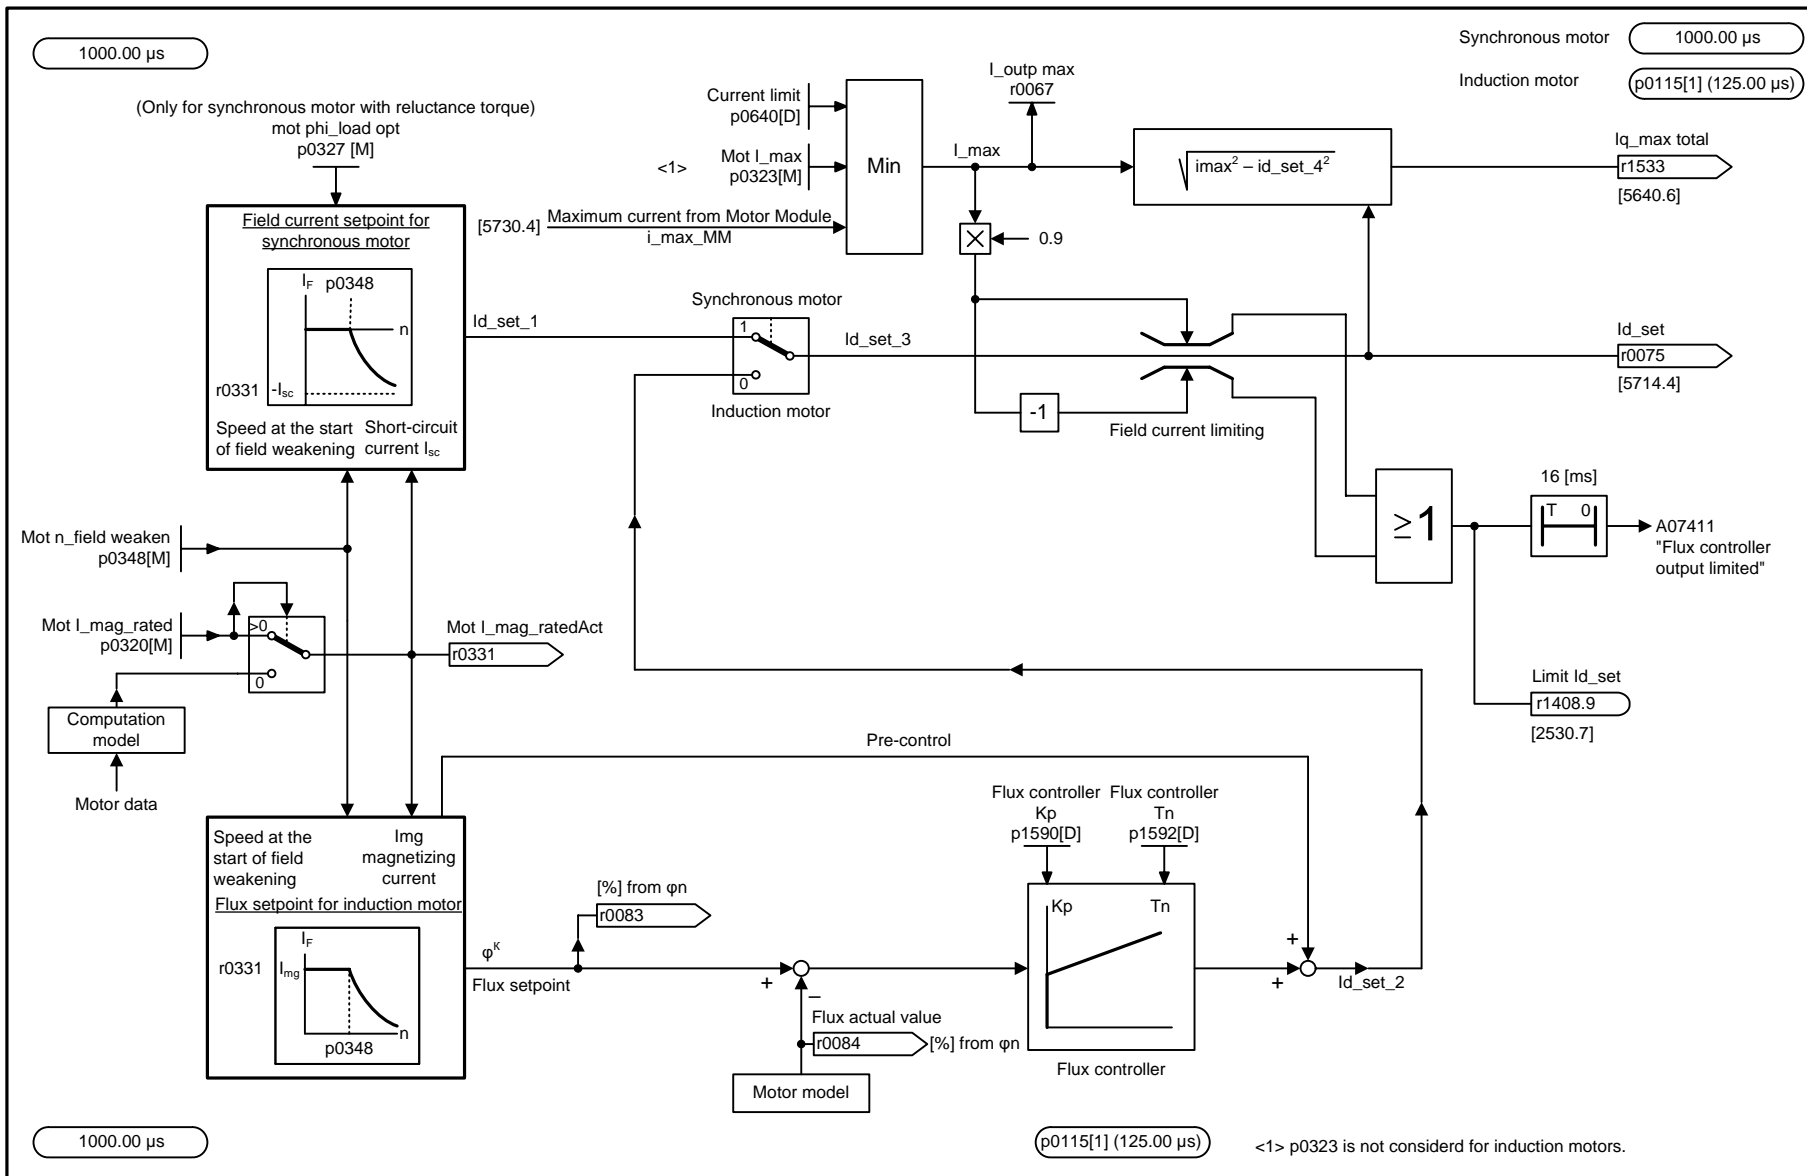 1000.00 µs
Synchronous motor
1000.00 µs
Induction motor
p0115[1] (125.00 µs)
(Only for synchronous motor with reluctance torque)
mot phi_load opt
p0327 [M]
Current limit
p0640[D]
<1>
Mot I_max
p0323[M]
[5730.4]
Maximum current from Motor Module
i_max_MM
Min
I_outp max
r0067
I_max
√imax² – id_set_4²
Iq_max total
r1533
[5640.6]
0.9
Field current setpoint for
synchronous motor
I_F
p0348
n
r0331
-I_sc
Speed at the start
of field weakening
Short-circuit
current I_sc
Id_set_1
Synchronous motor
1
0
Induction motor
Id_set_3
-1
Field current limiting
Id_set
r0075
[5714.4]
Mot n_field weaken
p0348[M]
Mot I_mag_rated
p0320[M]
>0
0
Mot I_mag_ratedAct
r0331
Computation
model
Motor data
≥1
16 [ms]
T
0
A07411
"Flux controller
output limited"
Limit Id_set
r1408.9
[2530.7]
Pre-control
Speed at the
start of field
weakening
Img
magnetizing
current
Flux setpoint for induction motor
I_F
r0331
I_mg
n
p0348
φᴷ
Flux setpoint
[%] from φn
r0083
+
–
Flux actual value
r0084
[%] from φn
Motor model
Flux controller
Kp
p1590[D]
Flux controller
Tn
p1592[D]
Kp
Tn
Flux controller
+
+
Id_set_2
1000.00 µs
p0115[1] (125.00 µs)
<1> p0323 is not considerd for induction motors.